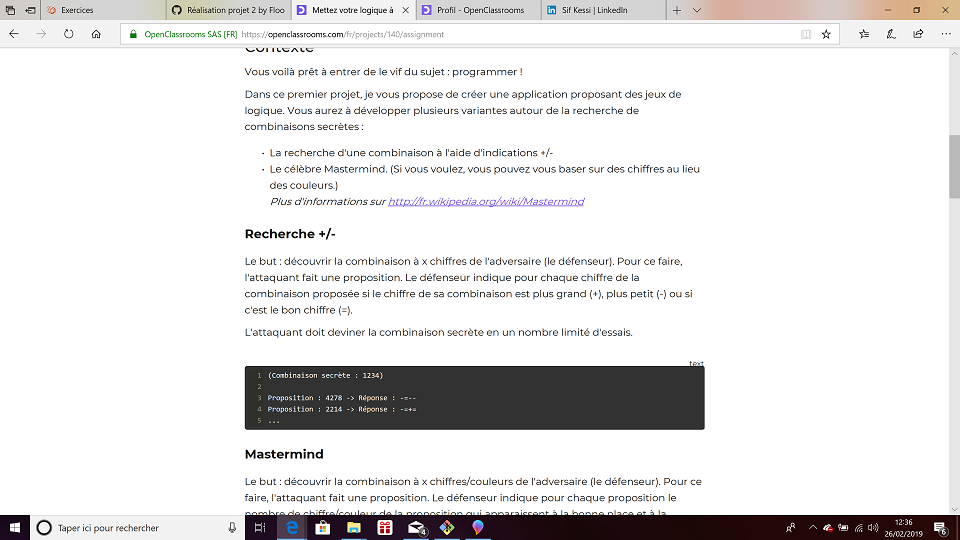 Exercices
Réalisation projet 2 by Floo
Mettez votre logique à
Profil - OpenClassrooms
Sif Kessi | LinkedIn
OpenClassrooms SAS [FR] https://openclassrooms.com/fr/projects/140/assignment
Contexte
Vous voilà prêt à entrer de le vif du sujet : programmer !
Dans ce premier projet, je vous propose de créer une application proposant des jeux de
logique. Vous aurez à développer plusieurs variantes autour de la recherche de
combinaisons secrètes :
• La recherche d'une combinaison à l'aide d'indications +/-
• Le célèbre Mastermind. (Si vous voulez, vous pouvez vous baser sur des chiffres au lieu
des couleurs.)
Plus d'informations sur http://fr.wikipedia.org/wiki/Mastermind
Recherche +/-
Le but : découvrir la combinaison à x chiffres de l'adversaire (le défenseur). Pour ce faire,
l'attaquant fait une proposition. Le défenseur indique pour chaque chiffre de la
combinaison proposée si le chiffre de sa combinaison est plus grand (+), plus petit (-) ou si
c'est le bon chiffre (=).
L'attaquant doit deviner la combinaison secrète en un nombre limité d'essais.
text
1 (Combinaison secrète : 1234)
2
3 Proposition : 4278 -> Réponse : -=--
4 Proposition : 2214 -> Réponse : -=+=
5 ...
Mastermind
Le but : découvrir la combinaison à x chiffres/couleurs de l'adversaire (le défenseur). Pour ce
faire, l'attaquant fait une proposition. Le défenseur indique pour chaque proposition le
nombre de chiffre/couleur de la proposition qui apparaissent à la bonne place et à la
Taper ici pour rechercher
4
12:36
26/02/2019
6